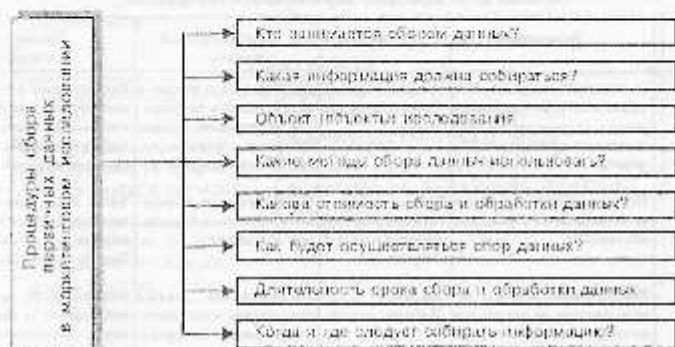 Процедуры сбора
первичных данных
в маркетинговом исследовании
Кто занимается сбором данных?
Какая информация должна собираться?
Объект (объекты) исследования
Какие методы сбора данных использовать?
Какова стоимость сбора и обработки данных?
Как будет осуществляться сбор данных?
Длительность срока сбора и обработки данных
Когда и где следует собирать информацию?